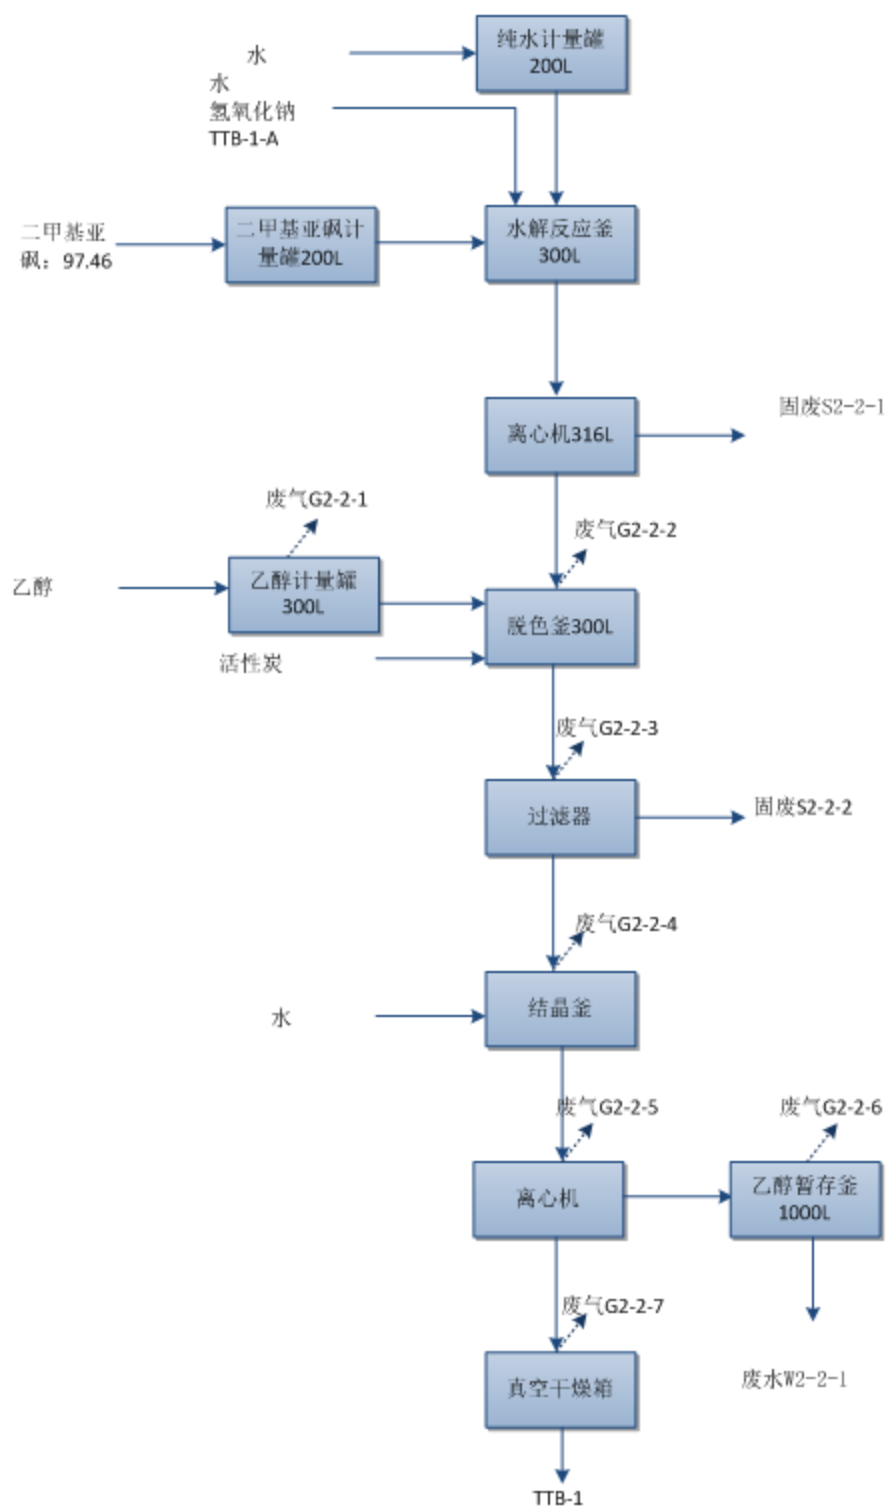 纯水计量罐
200L
水
水
氢氧化钠
TTB-1-A
二甲基亚
砜：97.46
二甲基亚砜计
量罐200L
水解反应釜
300L
固废S2-2-1
离心机316L
废气G2-2-1
废气G2-2-2
乙醇
乙醇计量罐
300L
脱色釜300L
活性炭
废气G2-2-3
过滤器
固废S2-2-2
废气G2-2-4
结晶釜
水
废气G2-2-5
废气G2-2-6
离心机
乙醇暂存釜
1000L
废气G2-2-7
真空干燥箱
废水W2-2-1
TTB-1